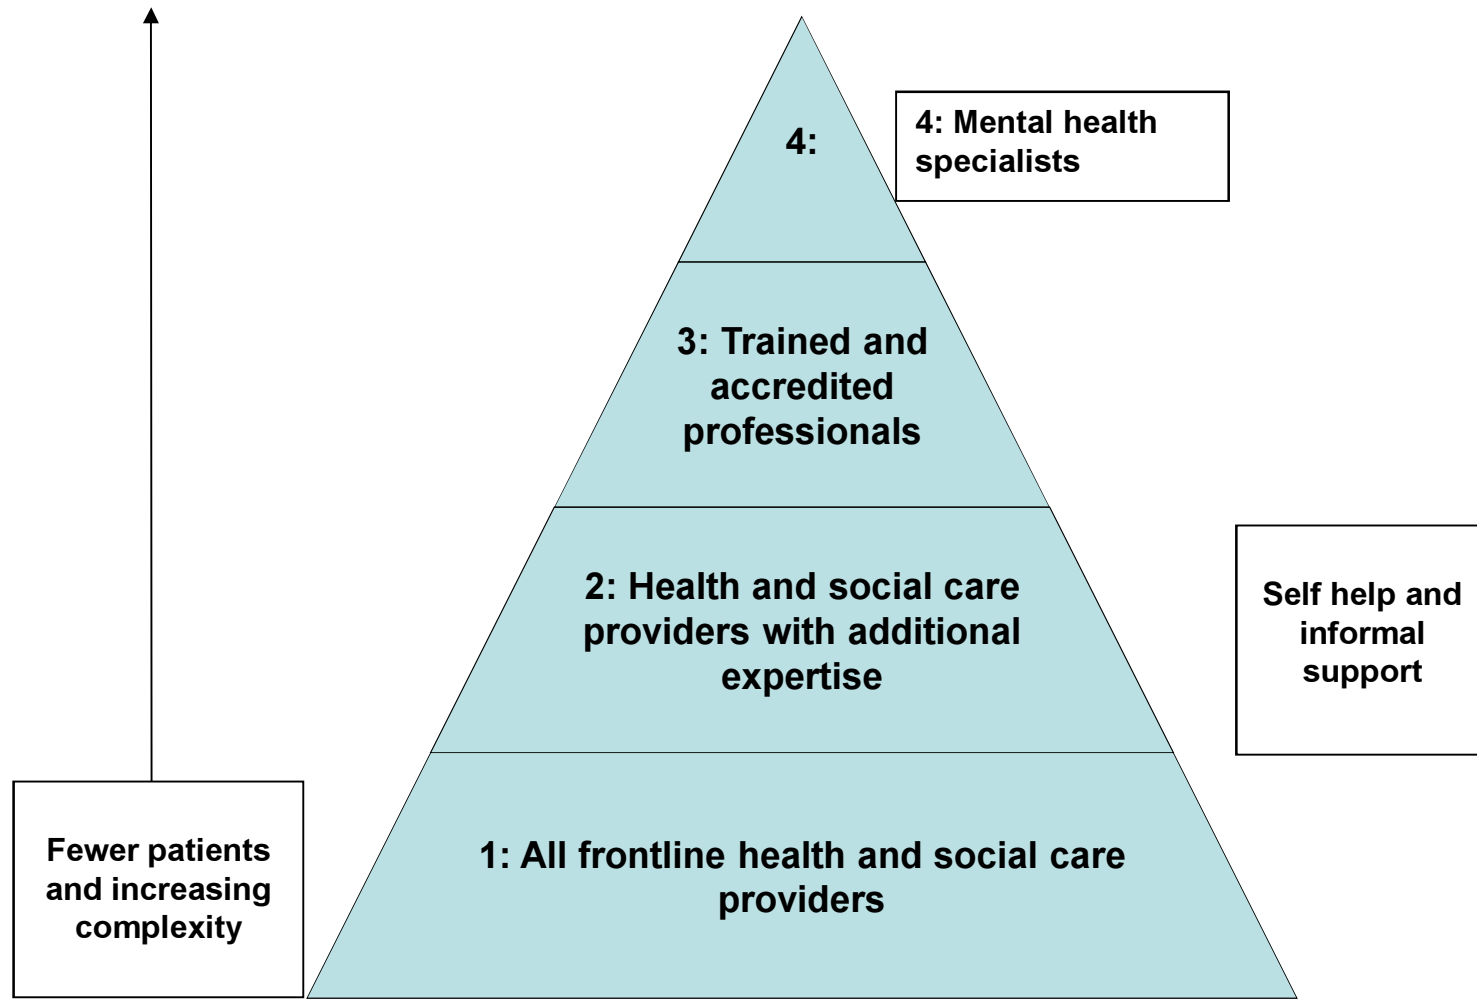 4:
4: Mental health
specialists
3: Trained and
accredited
professionals
2: Health and social care
providers with additional
expertise
Self help and
informal
support
1: All frontline health and social care
providers
Fewer patients
and increasing
complexity